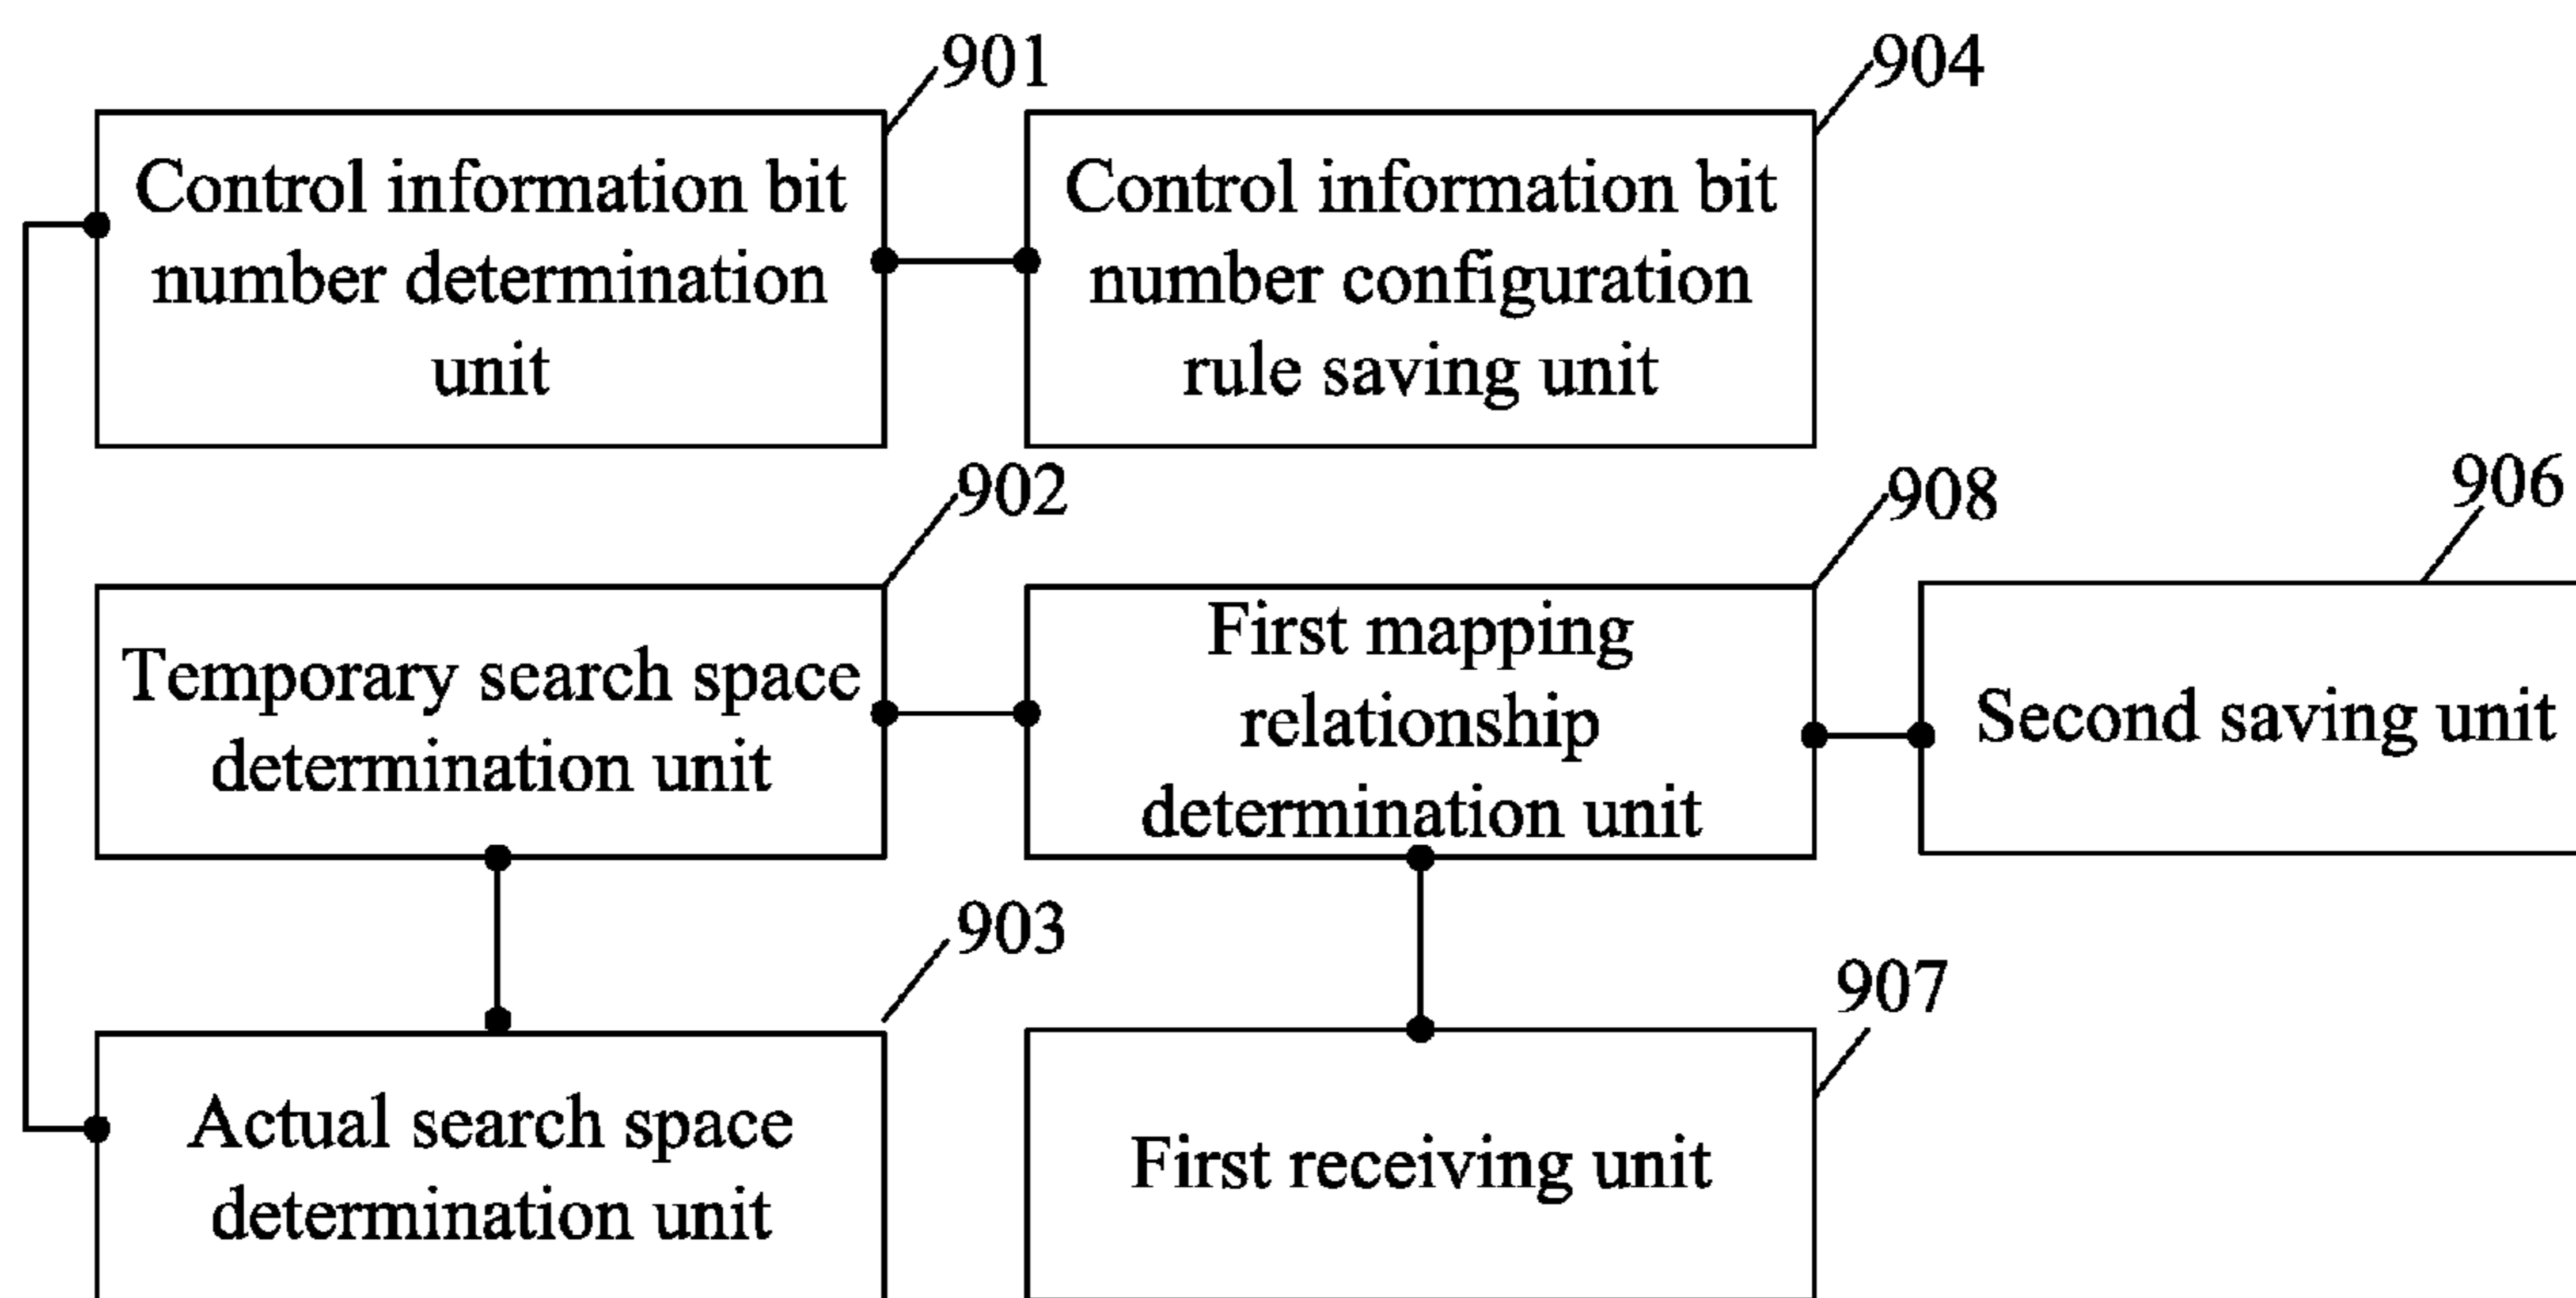 901
904
Control information bit
number determination
unit
Control information bit
number configuration
rule saving unit
902
908
906
Temporary search space
determination unit
First mapping
relationship
determination unit
Second saving unit
903
907
Actual search space
determination unit
First receiving unit